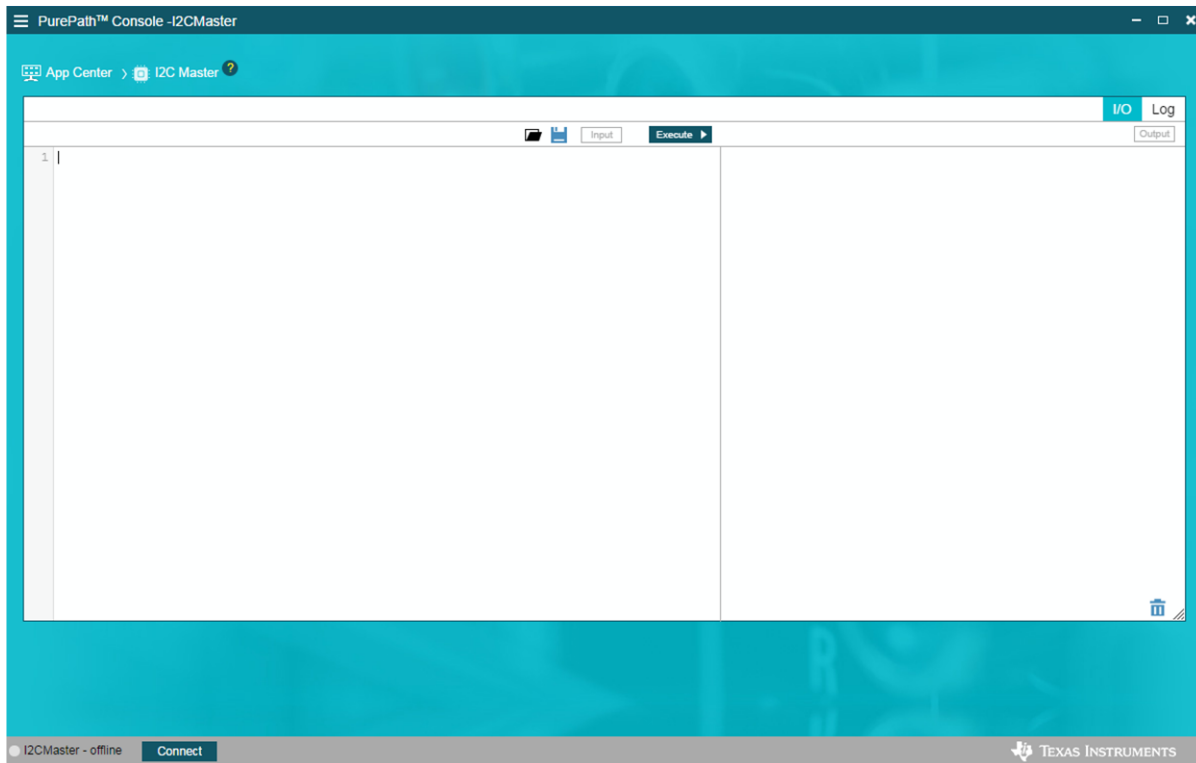 PurePath™ Console -I2CMaster
App Center > I2C Master ?
I/O Log
Input Execute Output
1
R
I2CMaster - offline Connect TEXAS INSTRUMENTS